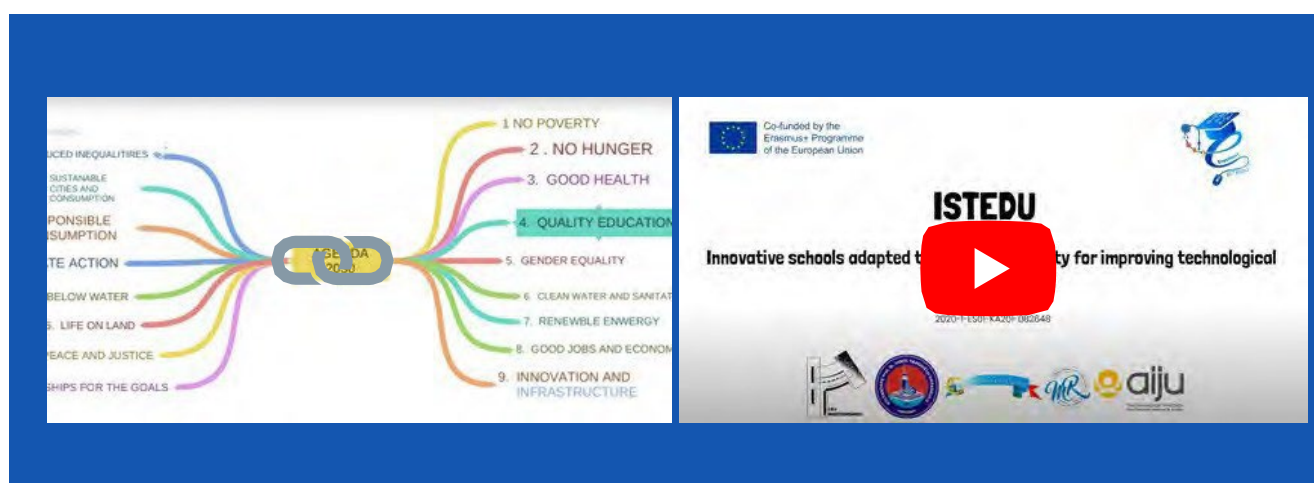 UCED INEQUALITIRES
SUSTANABLE
CITIES AND
CONSUMPTION
PONSIBLE
SUMPTION
TE ACTION
BELOW WATER
LIFE ON LAND
EACE AND JUSTICE
SHIPS FOR THE GOALS
AGENDA
2030
1 NO POVERTY
2 . NO HUNGER
3. GOOD HEALTH
4. QUALITY EDUCATION
5. GENDER EQUALITY
6. CLEAN WATER AND SANITAT
7. RENEWBLE ENWERGY
8. GOOD JOBS AND ECONOM
9. INNOVATION AND
INFRASTRUCTURE
Co-funded by the
Erasmus+ Programme
of the European Union
ISTEDU
Innovative schools adapted t ty for improving technological
aiju